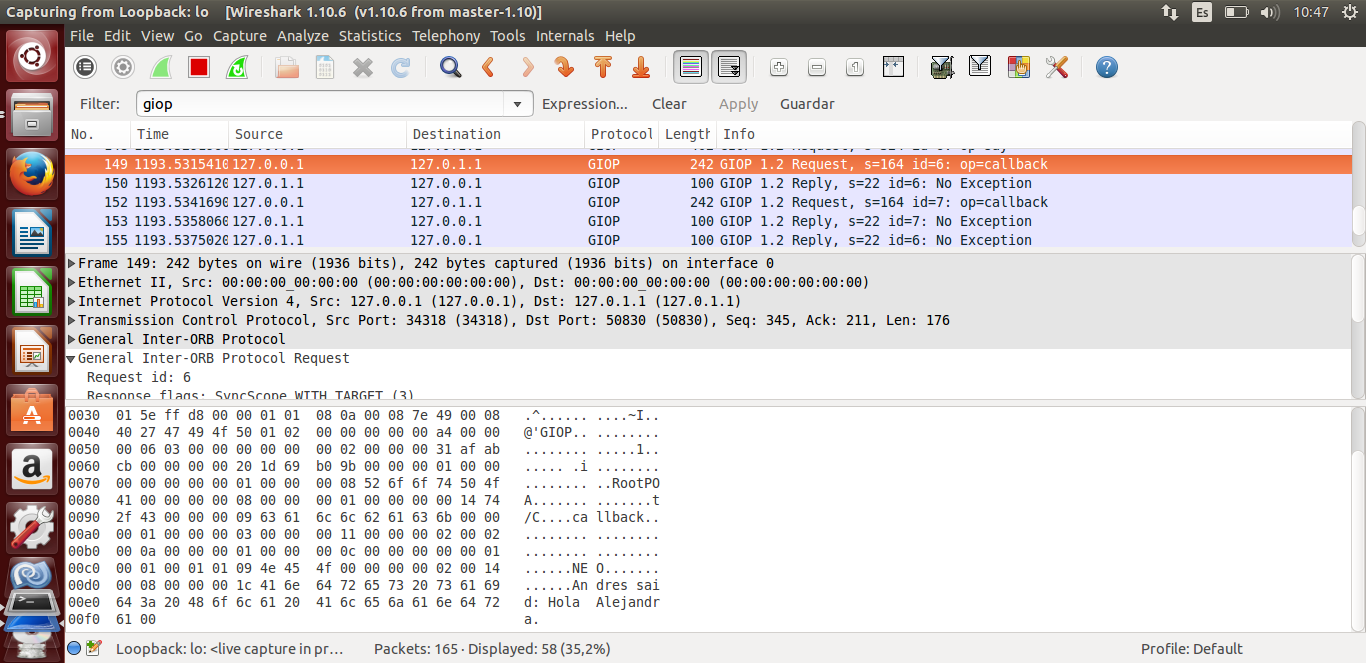 Capturing from Loopback: lo   [Wireshark 1.10.6  (v1.10.6 from master-1.10)]
Es
10:47
File Edit View Go Capture Analyze Statistics Telephony Tools Internals Help
Filter: giop Expression... Clear Apply Guardar
No. Time Source Destination Protocol Length Info
149 1193.5315410 127.0.0.1 127.0.1.1 GIOP 242 GIOP 1.2 Request, s=164 id=6: op=callback
150 1193.5326120 127.0.1.1 127.0.0.1 GIOP 100 GIOP 1.2 Reply, s=22 id=6: No Exception
152 1193.5341690 127.0.0.1 127.0.1.1 GIOP 242 GIOP 1.2 Request, s=164 id=7: op=callback
153 1193.5358060 127.0.1.1 127.0.0.1 GIOP 100 GIOP 1.2 Reply, s=22 id=7: No Exception
155 1193.5375020 127.0.1.1 127.0.0.1 GIOP 100 GIOP 1.2 Reply, s=22 id=6: No Exception
Frame 149: 242 bytes on wire (1936 bits), 242 bytes captured (1936 bits) on interface 0
Ethernet II, Src: 00:00:00_00:00:00 (00:00:00:00:00:00), Dst: 00:00:00_00:00:00 (00:00:00:00:00:00)
Internet Protocol Version 4, Src: 127.0.0.1 (127.0.0.1), Dst: 127.0.1.1 (127.0.1.1)
Transmission Control Protocol, Src Port: 34318 (34318), Dst Port: 50830 (50830), Seq: 345, Ack: 211, Len: 176
General Inter-ORB Protocol
General Inter-ORB Protocol Request
Request id: 6
Response flags: SyncScope WITH TARGET (3)
0030 01 5e ff d8 00 00 01 01 08 0a 00 08 7e 49 00 08 .^...... ....~I..
0040 40 27 47 49 4f 50 01 02 00 00 00 00 00 a4 00 00 @'GIOP.. ........
0050 00 06 03 00 00 00 00 00 00 02 00 00 00 31 af ab ........ .....1..
0060 cb 00 00 00 00 20 1d 69 b0 9b 00 00 00 01 00 00 ..... .i ........
0070 00 00 00 00 00 01 00 00 00 08 52 6f 6f 74 50 4f ........ ..RootPO
0080 41 00 00 00 00 08 00 00 00 01 00 00 00 00 14 74 A....... .......t
0090 2f 43 00 00 00 09 63 61 6c 6c 62 61 63 6b 00 00 /C....ca llback..
00a0 00 01 00 00 00 03 00 00 00 11 00 00 00 02 00 02 ........ ........
00b0 00 0a 00 00 00 01 00 00 00 0c 00 00 00 00 00 01 ........ ........
00c0 00 01 00 01 01 09 4e 45 4f 00 00 00 00 02 00 14 ......NE O.......
00d0 00 08 00 00 00 1c 41 6e 64 72 65 73 20 73 61 69 ......An dres sai
00e0 64 3a 20 48 6f 6c 61 20 41 6c 65 6a 61 6e 64 72 d: Hola Alejandr
00f0 61 00 a.
Loopback: lo: <live capture in pr... Packets: 165 · Displayed: 58 (35,2%) Profile: Default